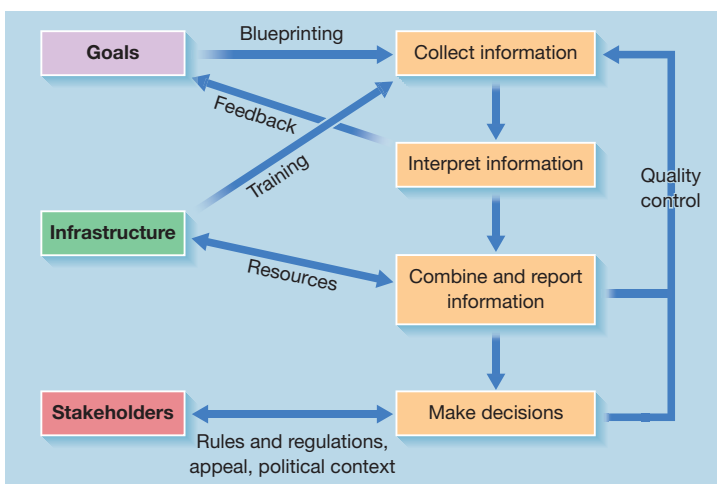 Blueprinting
Goals
Collect information
Feedback
Training
Interpret information
Quality
control
Infrastructure
Resources
Combine and report
information
Stakeholders
Make decisions
Rules and regulations,
appeal, political context